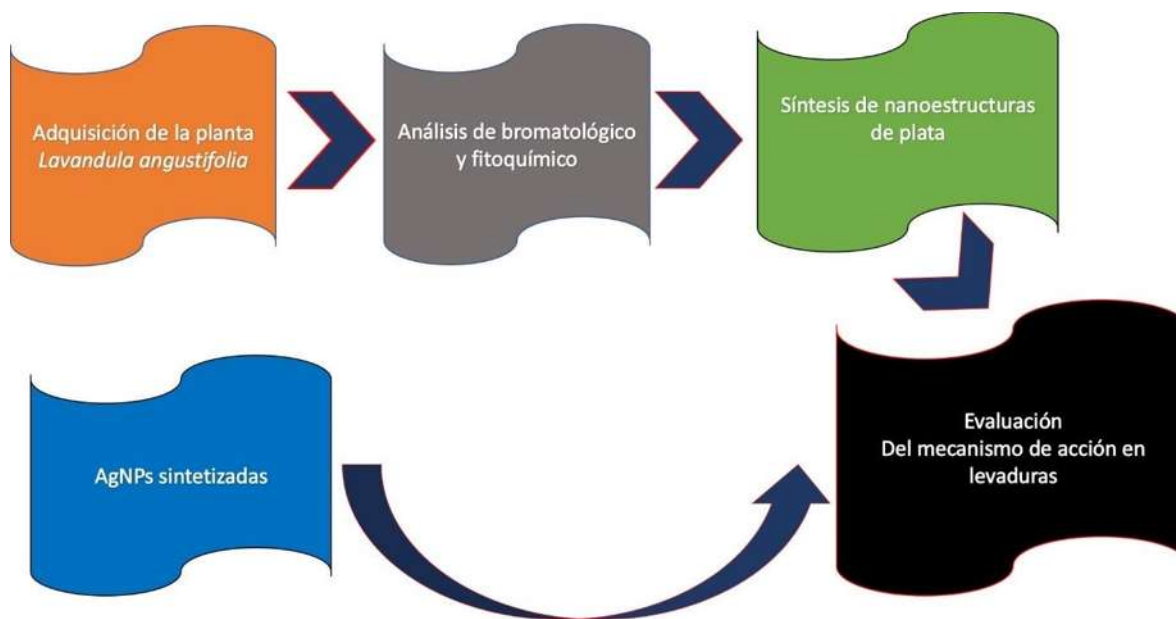 Adquisición de la planta
Lavandula angustifolia
Análisis de bromatológico
y fitoquímico
Síntesis de nanoestructuras
de plata
AgNPs sintetizadas
Evaluación
Del mecanismo de acción en
levaduras